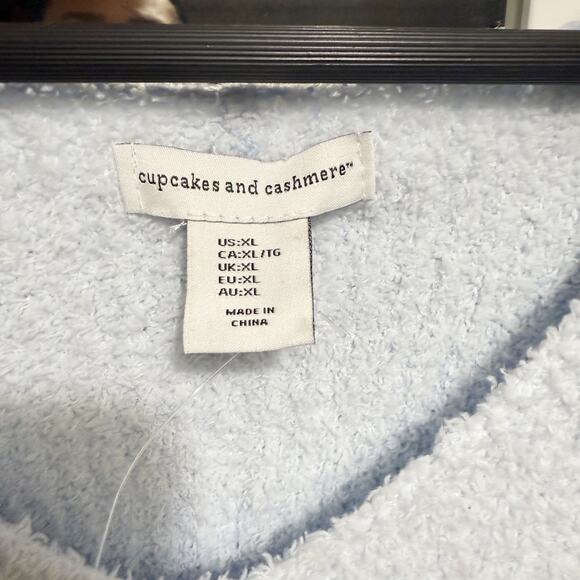 cupcakes and cashmere™
US:XL
CA:XL/TG
UK:XL
EU:XL
AU:XL
MADE IN
CHINA